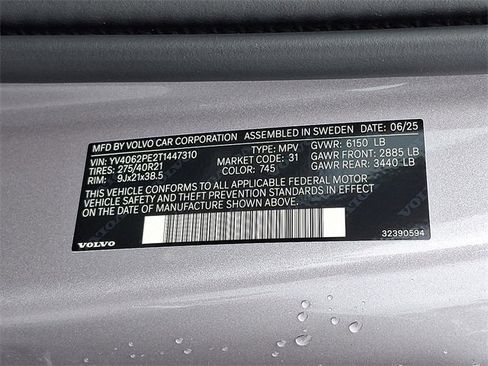 MFD BY VOLVO CAR CORPORATION ASSEMBLED IN SWEDEN 06/25
VIN: YV4062PE2T1447310 TYPE: MPV GVWR: 6150 LB
TIRES: 275/40R21 MARKET CODE: 31 GAWR FRONT: 2885 LB
RIM: 9Jx21x38.5 COLOR: 745 GAWR REAR: 3440 LB
THIS VEHICLE CONFORMS TO ALL APPLICABLE FEDERAL MOTOR
VEHICLE SAFETY AND THEFT PREVENTION STANDARDS IN EFFECT
ON THE DATE OF MANUFACTURE SHOWN ABOVE.
VOLVO 32390594